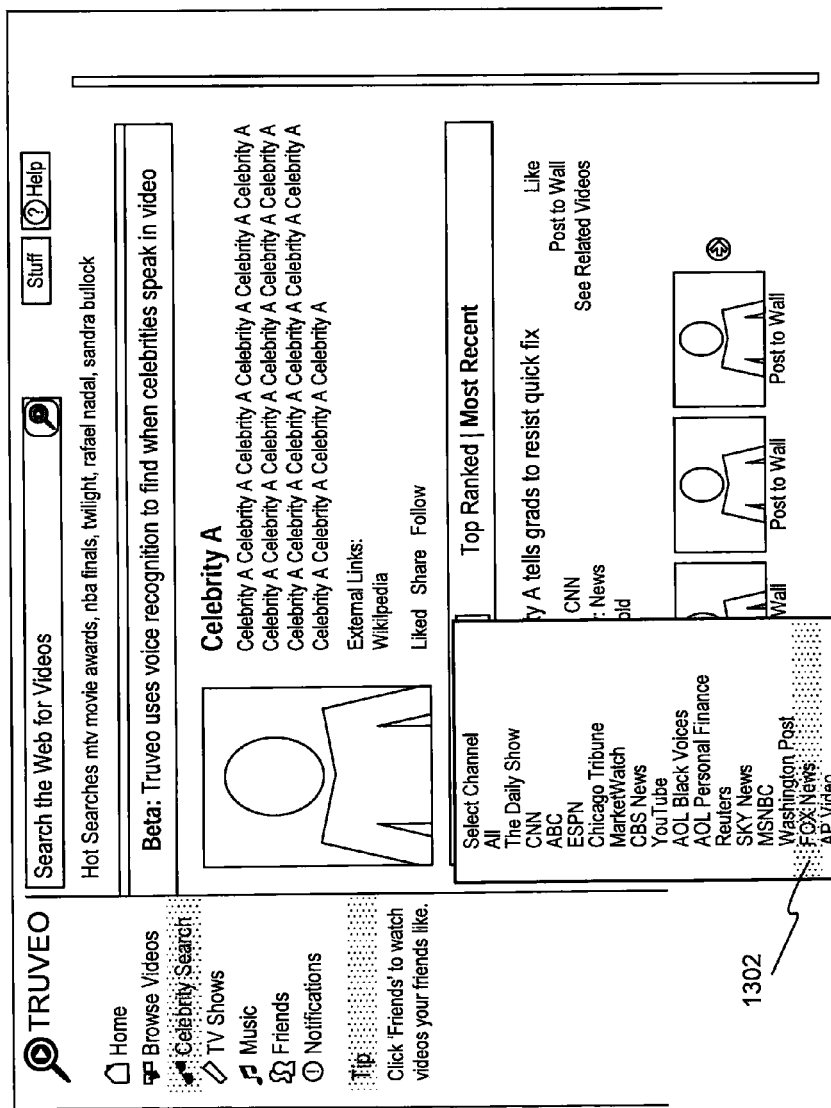 TRUVEO
Search the Web for Videos
Stuff
? Help
Hot Searches mtv movie awards, nba finals, twilight, rafael nadal, sandra bullock
Home
Browse Videos
Celebrity Search
TV Shows
Music
Friends
Notifications
Tip
Click 'Friends' to watch
videos your friends like.
Beta: Truveo uses voice recognition to find when celebrities speak in video
Celebrity A
Celebrity A Celebrity A Celebrity A Celebrity A Celebrity A
Celebrity A Celebrity A Celebrity A Celebrity A Celebrity A
Celebrity A Celebrity A Celebrity A Celebrity A Celebrity A
Celebrity A Celebrity A Celebrity A
External Links:
Wikilpedia
Liked Share Follow
Top Ranked | Most Recent
ty A tells grads to resist quick fix
CNN
: News
old
Like
Post to Wall
See Related Videos
Wall
Post to Wall
Post to Wall
Select Channel
All
The Daily Show
CNN
ABC
ESPN
Chicago Tribune
MarketWatch
CBS News
YouTube
AOL Black Voices
AOL Personal Finance
Reuters
SKY News
MSNBC
Washington Post
FOX News
AP Video
1302